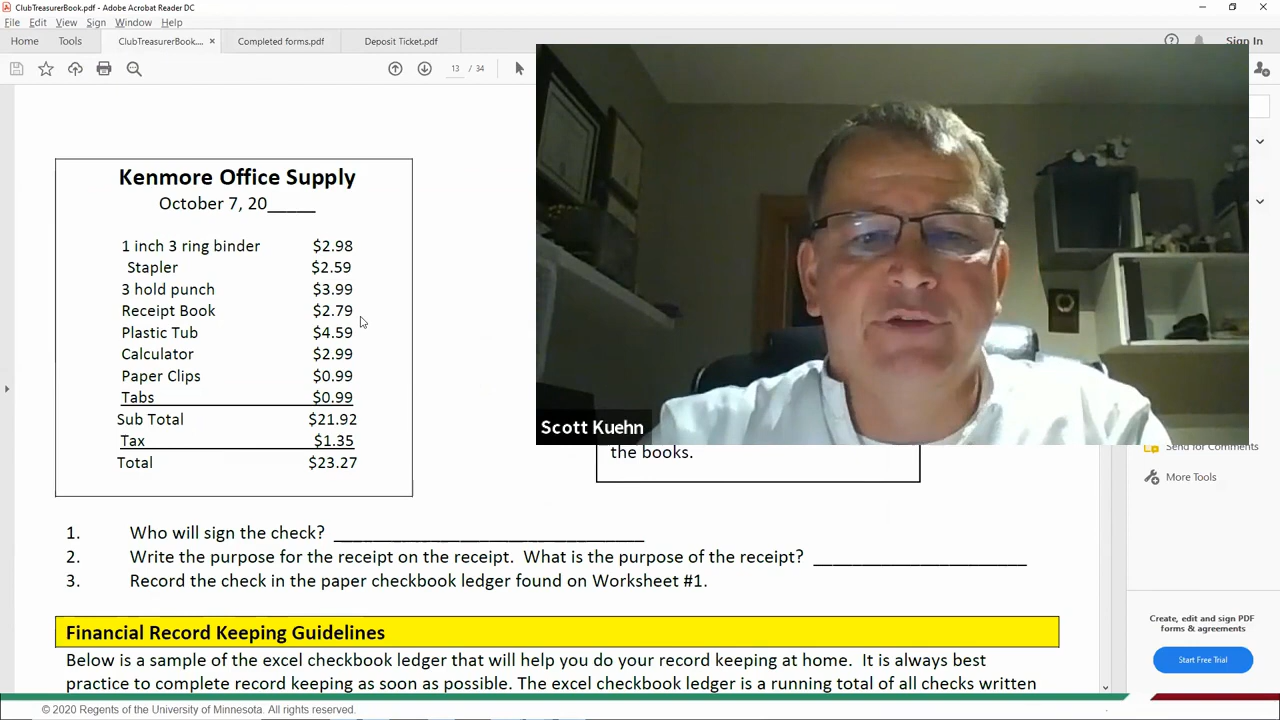 ClubTreasurerBook.pdf - Adobe Acrobat Reader DC
File Edit View Sign Window Help
Home Tools ClubTreasurerBook.... × Completed forms.pdf Deposit Ticket.pdf Sign In
13 / 34
Kenmore Office Supply
October 7, 20_____
1 inch 3 ring binder $2.98
Stapler $2.59
3 hold punch $3.99
Receipt Book $2.79
Plastic Tub $4.59
Calculator $2.99
Paper Clips $0.99
Tabs $0.99
Sub Total $21.92
Tax $1.35
Total $23.27
Scott Kuehn
the books.
Send for Comments
More Tools
1. Who will sign the check? ______________________________
2. Write the purpose for the receipt on the receipt. What is the purpose of the receipt? _____________________
3. Record the check in the paper checkbook ledger found on Worksheet #1.
Financial Record Keeping Guidelines
Below is a sample of the excel checkbook ledger that will help you do your record keeping at home. It is always best
practice to complete record keeping as soon as possible. The excel checkbook ledger is a running total of all checks written
Create, edit and sign PDF
forms & agreements
Start Free Trial
© 2020 Regents of the University of Minnesota. All rights reserved.